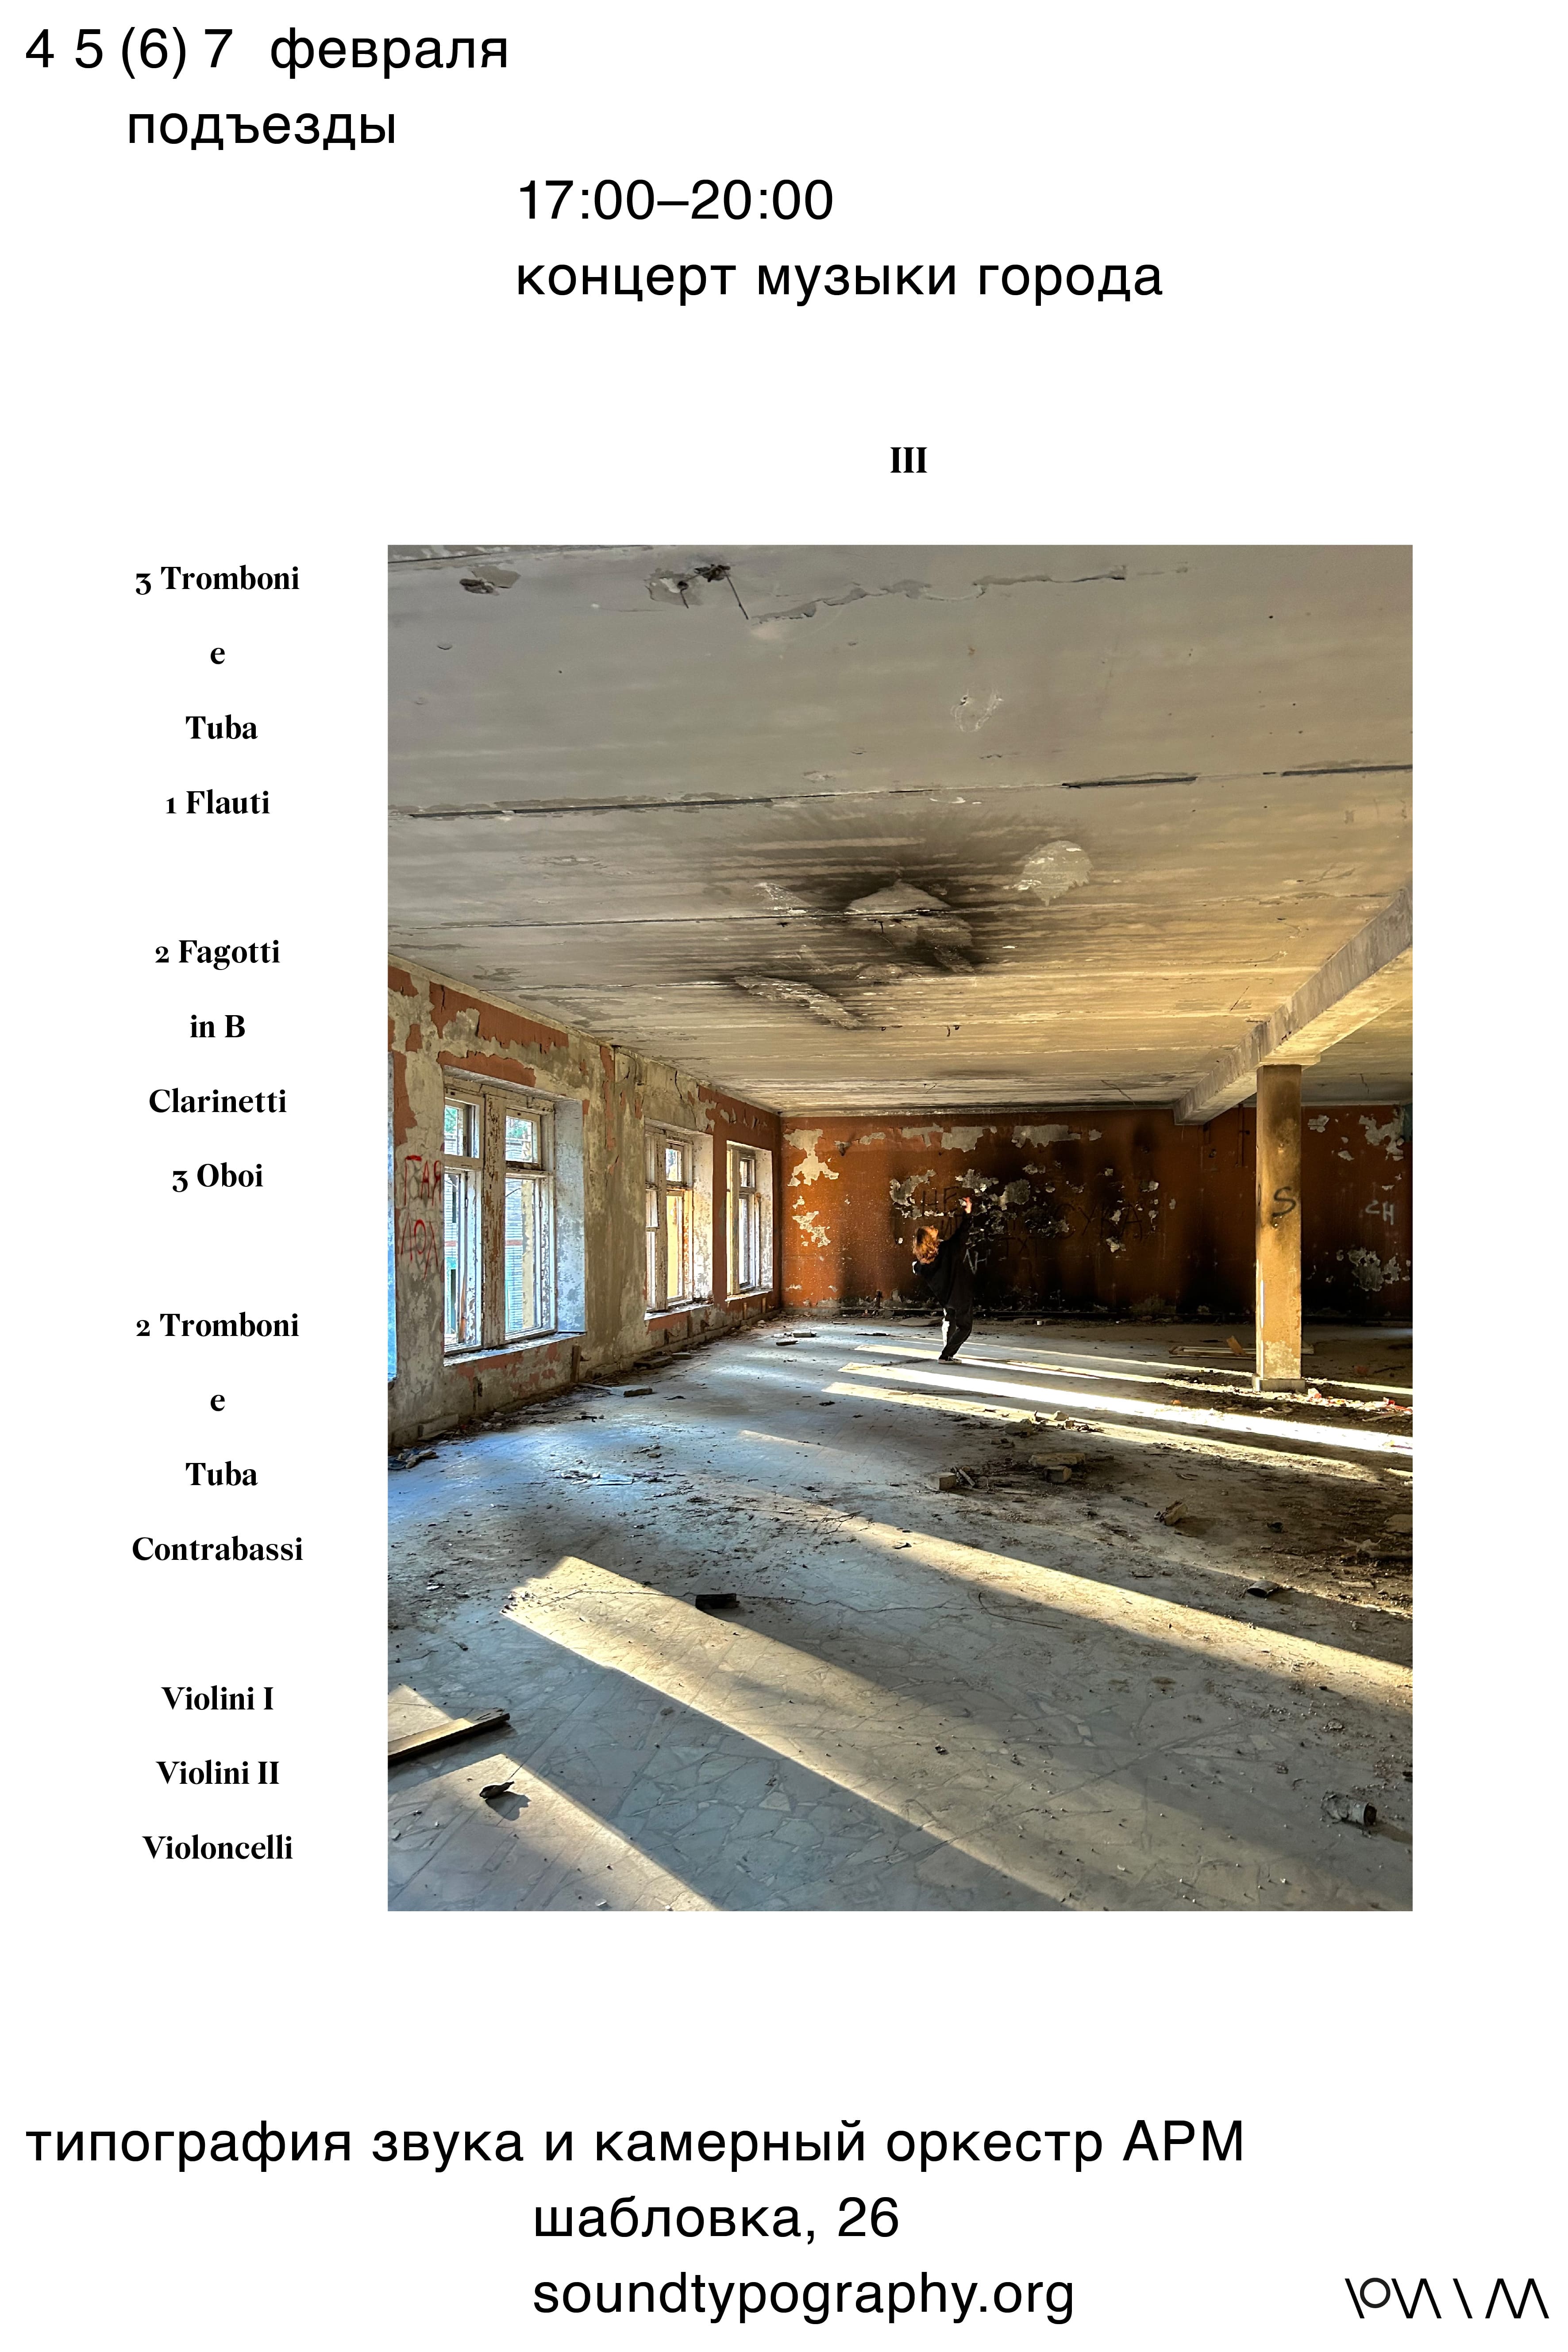 4 5 (6) 7 февраля
подъезды
17:00–20:00
концерт музыки города
III
3 Tromboni
e
Tuba
1 Flauti
2 Fagotti
in B
Clarinetti
3 Oboi
2 Tromboni
e
Tuba
Contrabassi
Violini I
Violini II
Violoncelli
S
типография звука и камерный оркестр АРМ
шабловка, 26
soundtypography.org